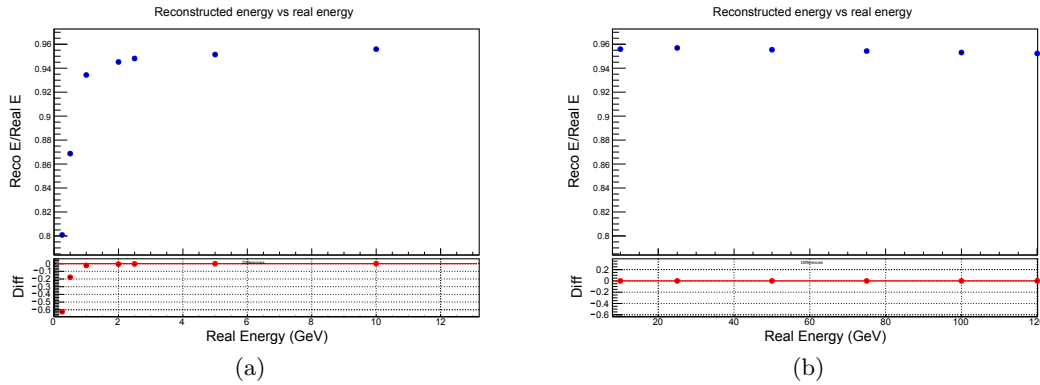 Reconstructed energy vs real energy
Reco E/Real E
0.96
0.94
0.92
0.9
0.88
0.86
0.84
0.82
0.8
Differences
Diff
0
−0.1
−0.2
−0.3
−0.4
−0.5
−0.6
0 2 4 6 8 10 12
Real Energy (GeV)
(a)
Reconstructed energy vs real energy
Reco E/Real E
0.96
0.94
0.92
0.9
0.88
0.86
0.84
0.82
0.8
Differences
Diff
0.2
0
−0.2
−0.4
−0.6
20 40 60 80 100 120
Real Energy (GeV)
(b)